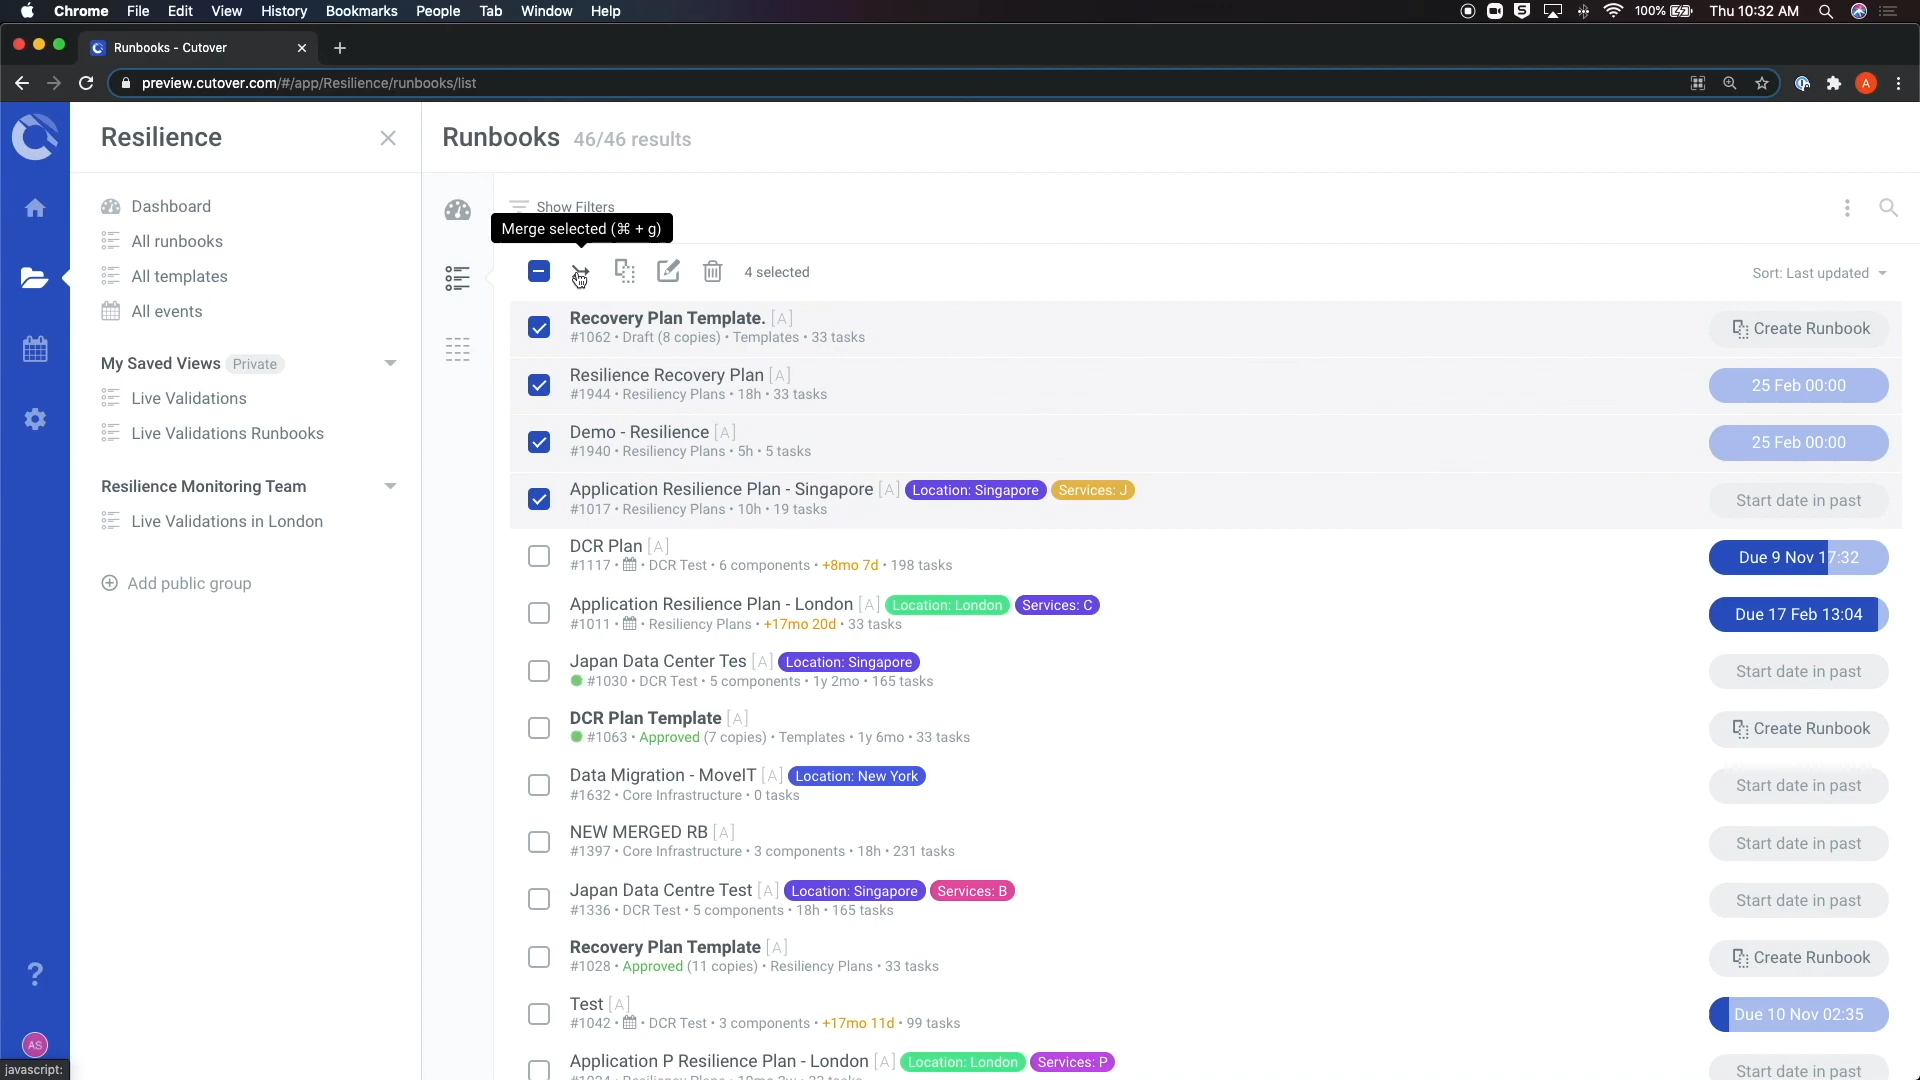 Chrome File Edit View History Bookmarks People Tab Window Help 100% Thu 10:32 AM
Runbooks - Cutover
preview.cutover.com/#/app/Resilience/runbooks/list A
Resilience
Runbooks 46/46 results
Dashboard
All runbooks
All templates
All events
My Saved Views Private
Live Validations
Live Validations Runbooks
Resilience Monitoring Team
Live Validations in London
Add public group
?
AS
javascript:
Show Filters
Merge selected (⌘ + g)
4 selected
Sort: Last updated
Recovery Plan Template. [A]
#1062 • Draft (8 copies) • Templates • 33 tasks
Create Runbook
Resilience Recovery Plan [A]
#1944 • Resiliency Plans • 18h • 33 tasks
25 Feb 00:00
Demo - Resilience [A]
#1940 • Resiliency Plans • 5h • 5 tasks
25 Feb 00:00
Application Resilience Plan - Singapore [A] Location: Singapore Services: J
#1017 • Resiliency Plans • 10h • 19 tasks
Start date in past
DCR Plan [A]
#1117 • DCR Test • 6 components • +8mo 7d • 198 tasks
Due 9 Nov 17:32
Application Resilience Plan - London [A] Location: London Services: C
#1011 • Resiliency Plans • +17mo 20d • 33 tasks
Due 17 Feb 13:04
Japan Data Center Tes [A] Location: Singapore
#1030 • DCR Test • 5 components • 1y 2mo • 165 tasks
Start date in past
DCR Plan Template [A]
#1063 • Approved (7 copies) • Templates • 1y 6mo • 33 tasks
Create Runbook
Data Migration - MoveIT [A] Location: New York
#1632 • Core Infrastructure • 0 tasks
Start date in past
NEW MERGED RB [A]
#1397 • Core Infrastructure • 3 components • 18h • 231 tasks
Start date in past
Japan Data Centre Test [A] Location: Singapore Services: B
#1336 • DCR Test • 5 components • 18h • 165 tasks
Start date in past
Recovery Plan Template [A]
#1028 • Approved (11 copies) • Resiliency Plans • 33 tasks
Create Runbook
Test [A]
#1042 • DCR Test • 3 components • +17mo 11d • 99 tasks
Due 10 Nov 02:35
Application P Resilience Plan - London [A] Location: London Services: P
Start date in past